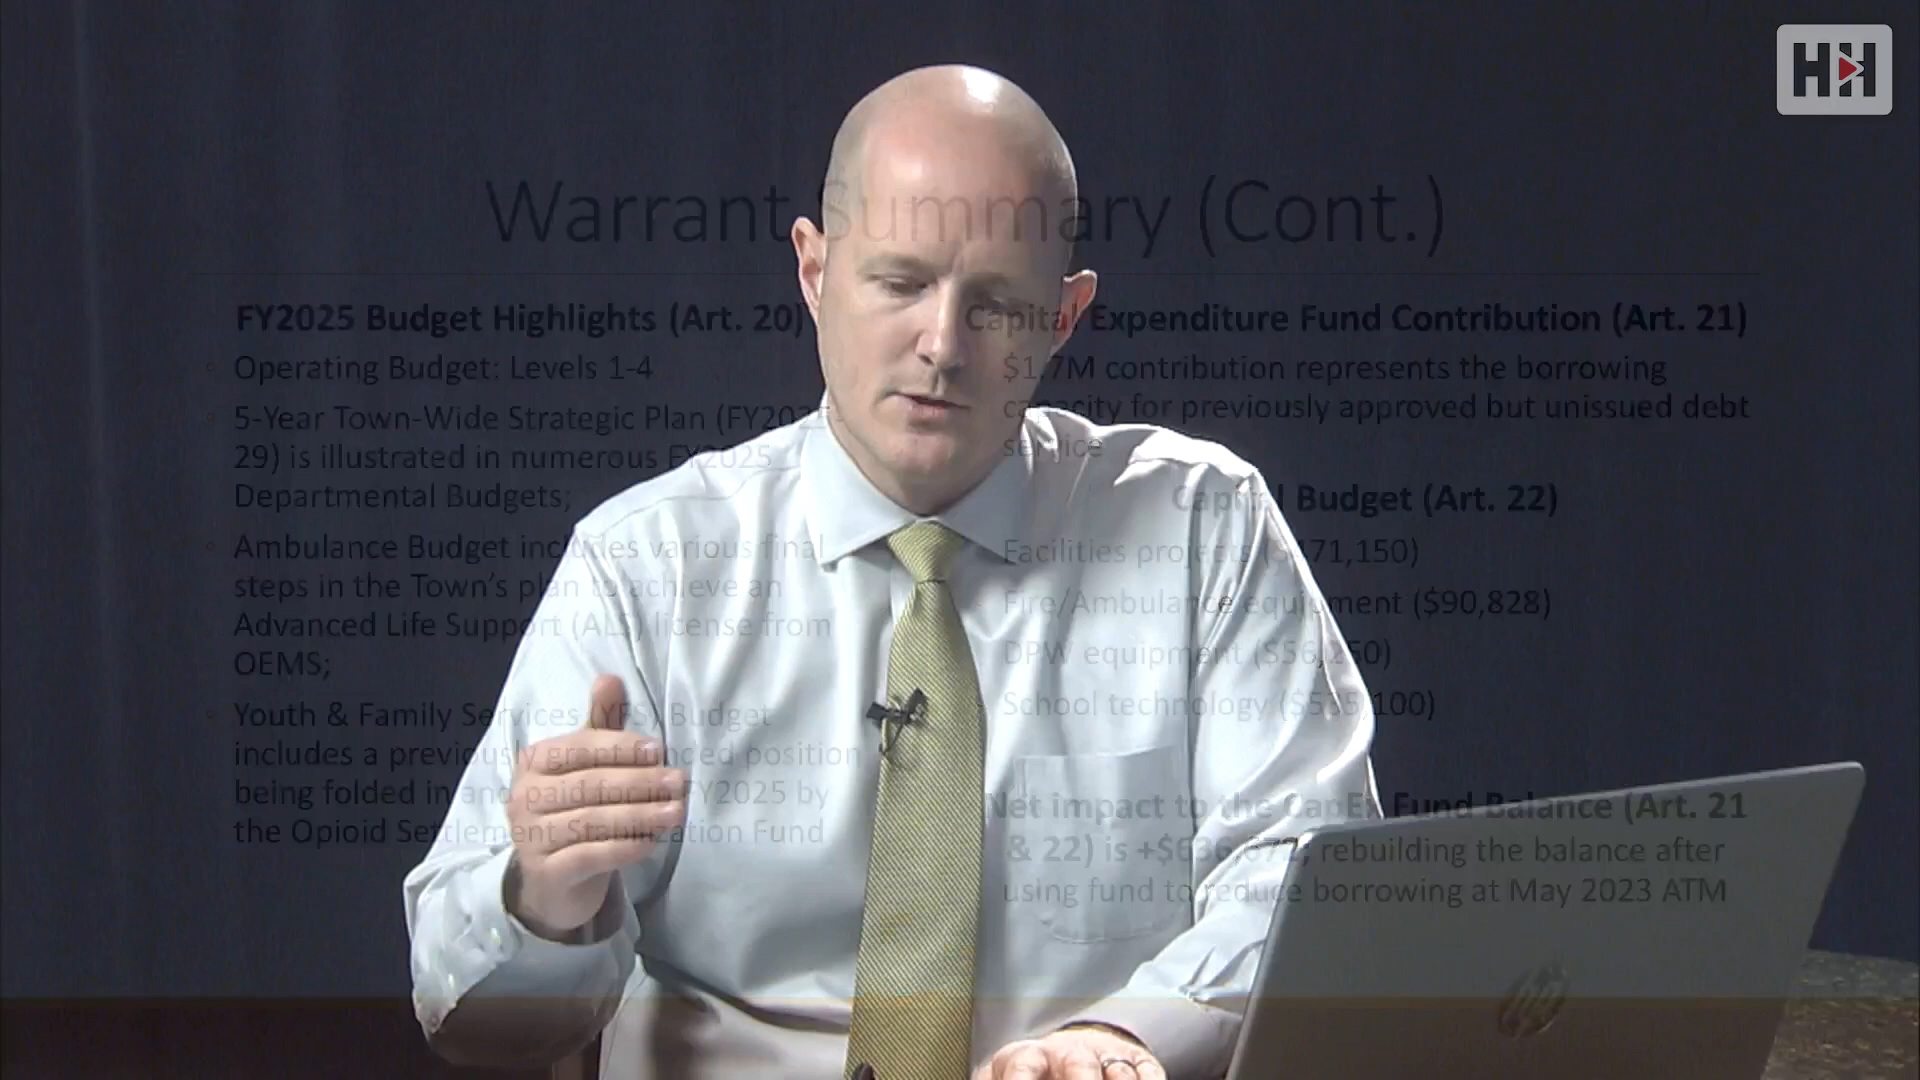 HH
Warrant Summary (Cont.)
FY2025 Budget Highlights (Art. 20)
Operating Budget: Levels 1-4
5-Year Town-Wide Strategic Plan (FY2025-
29) is illustrated in numerous FY2025
Departmental Budgets;
Ambulance Budget includes various final
steps in the Town's plan to achieve an
Advanced Life Support (ALS) license from
OEMS;
Youth & Family Services (YFS) Budget
includes a previously grant funded position
being folded in and paid for in FY2025 by
the Opioid Settlement Stabilization Fund
Capital Expenditure Fund Contribution (Art. 21)
$1.7M contribution represents the borrowing
capacity for previously approved but unissued debt
service
Capital Budget (Art. 22)
Facilities projects
Fire/Ambulance equipment ($90,828)
DPW equipment
School technology
Net impact to the CapEx Fund Balance (Art. 21
& 22) is rebuilding the balance after
using fund to reduce borrowing at May 2023 ATM
hp